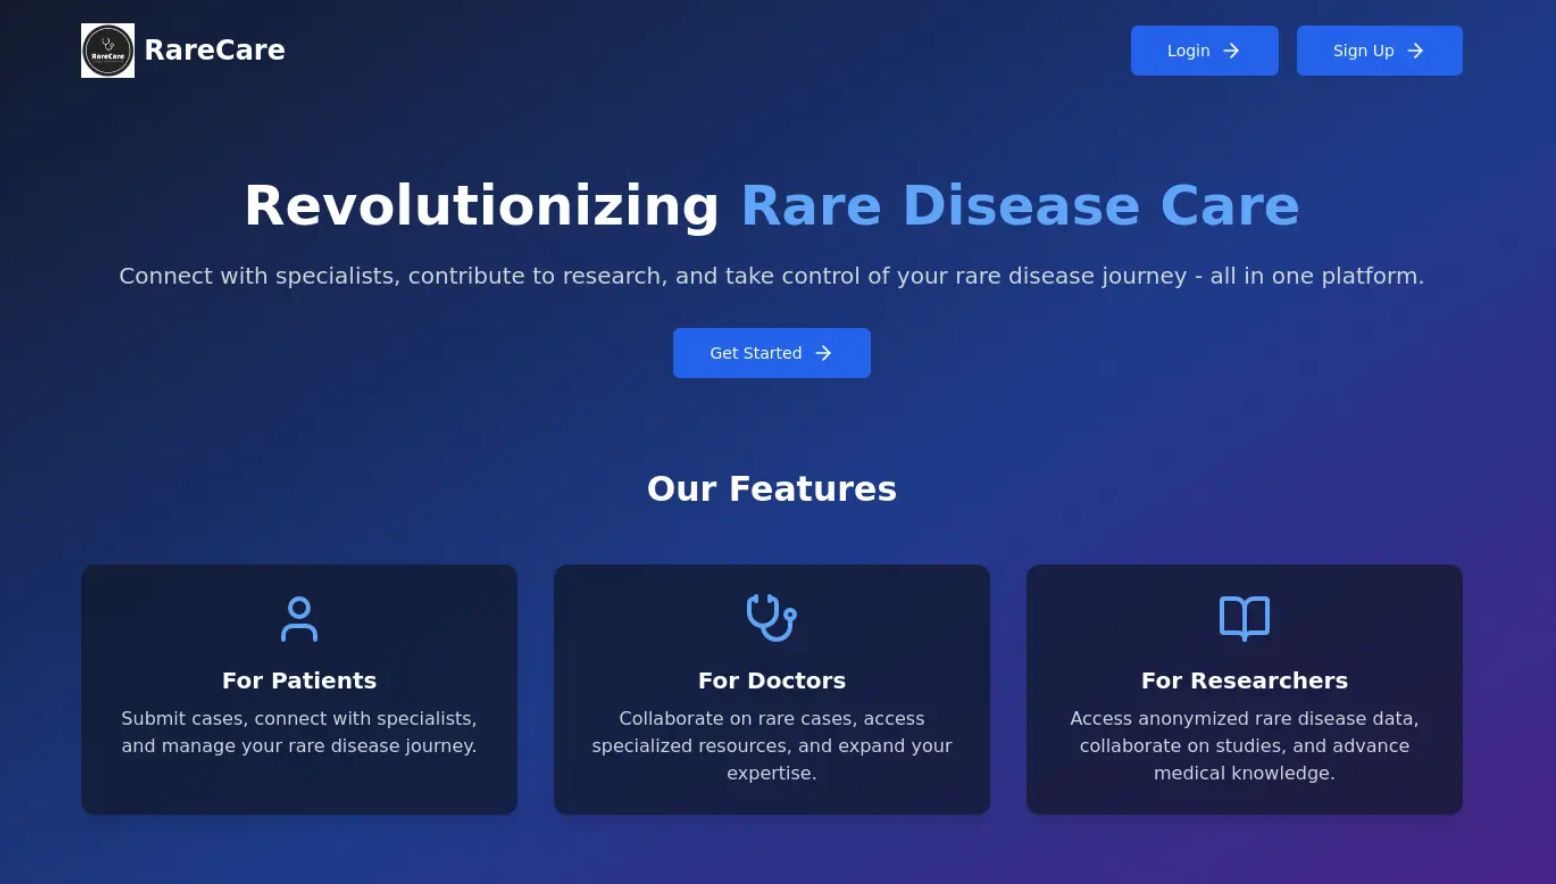 RareCare
RareCare
Login
Sign Up
Revolutionizing Rare Disease Care
Connect with specialists, contribute to research, and take control of your rare disease journey - all in one platform.
Get Started
Our Features
For Patients
Submit cases, connect with specialists,
and manage your rare disease journey.
For Doctors
Collaborate on rare cases, access
specialized resources, and expand your
expertise.
For Researchers
Access anonymized rare disease data,
collaborate on studies, and advance
medical knowledge.